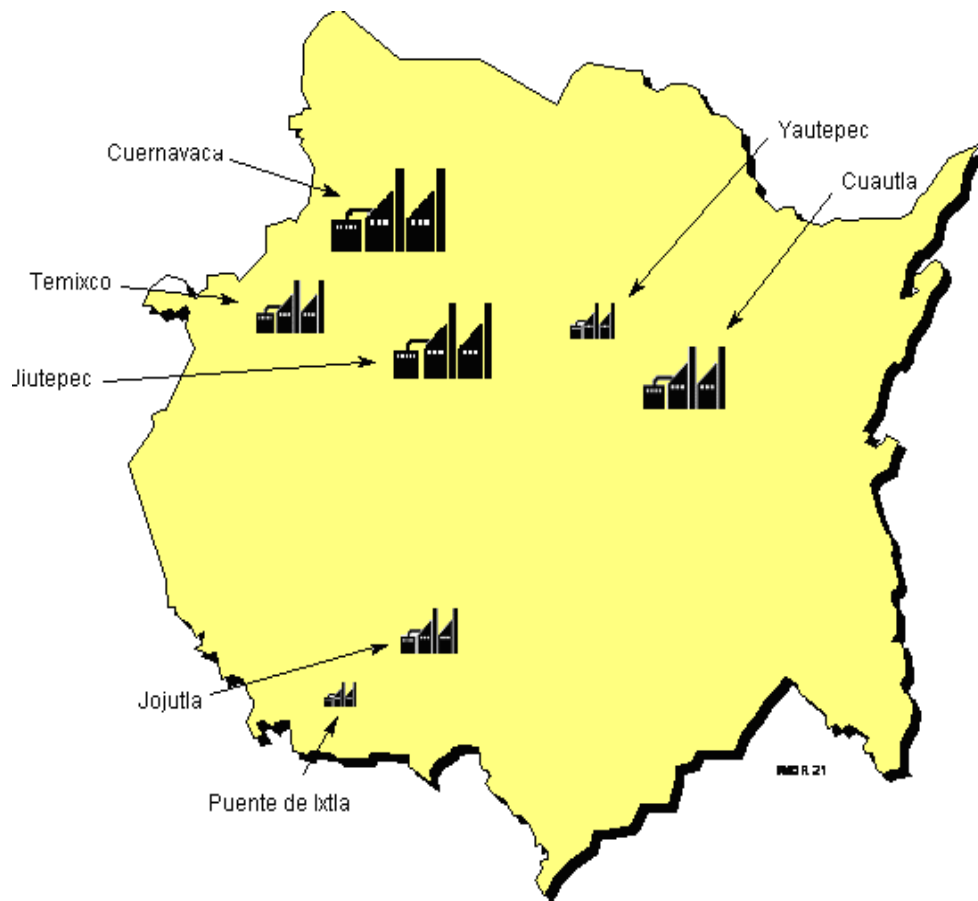 Yautepec
Cuernavaca
Cuautla
Temixco
Jiutepec
Jojutla
Puente de Ixtla